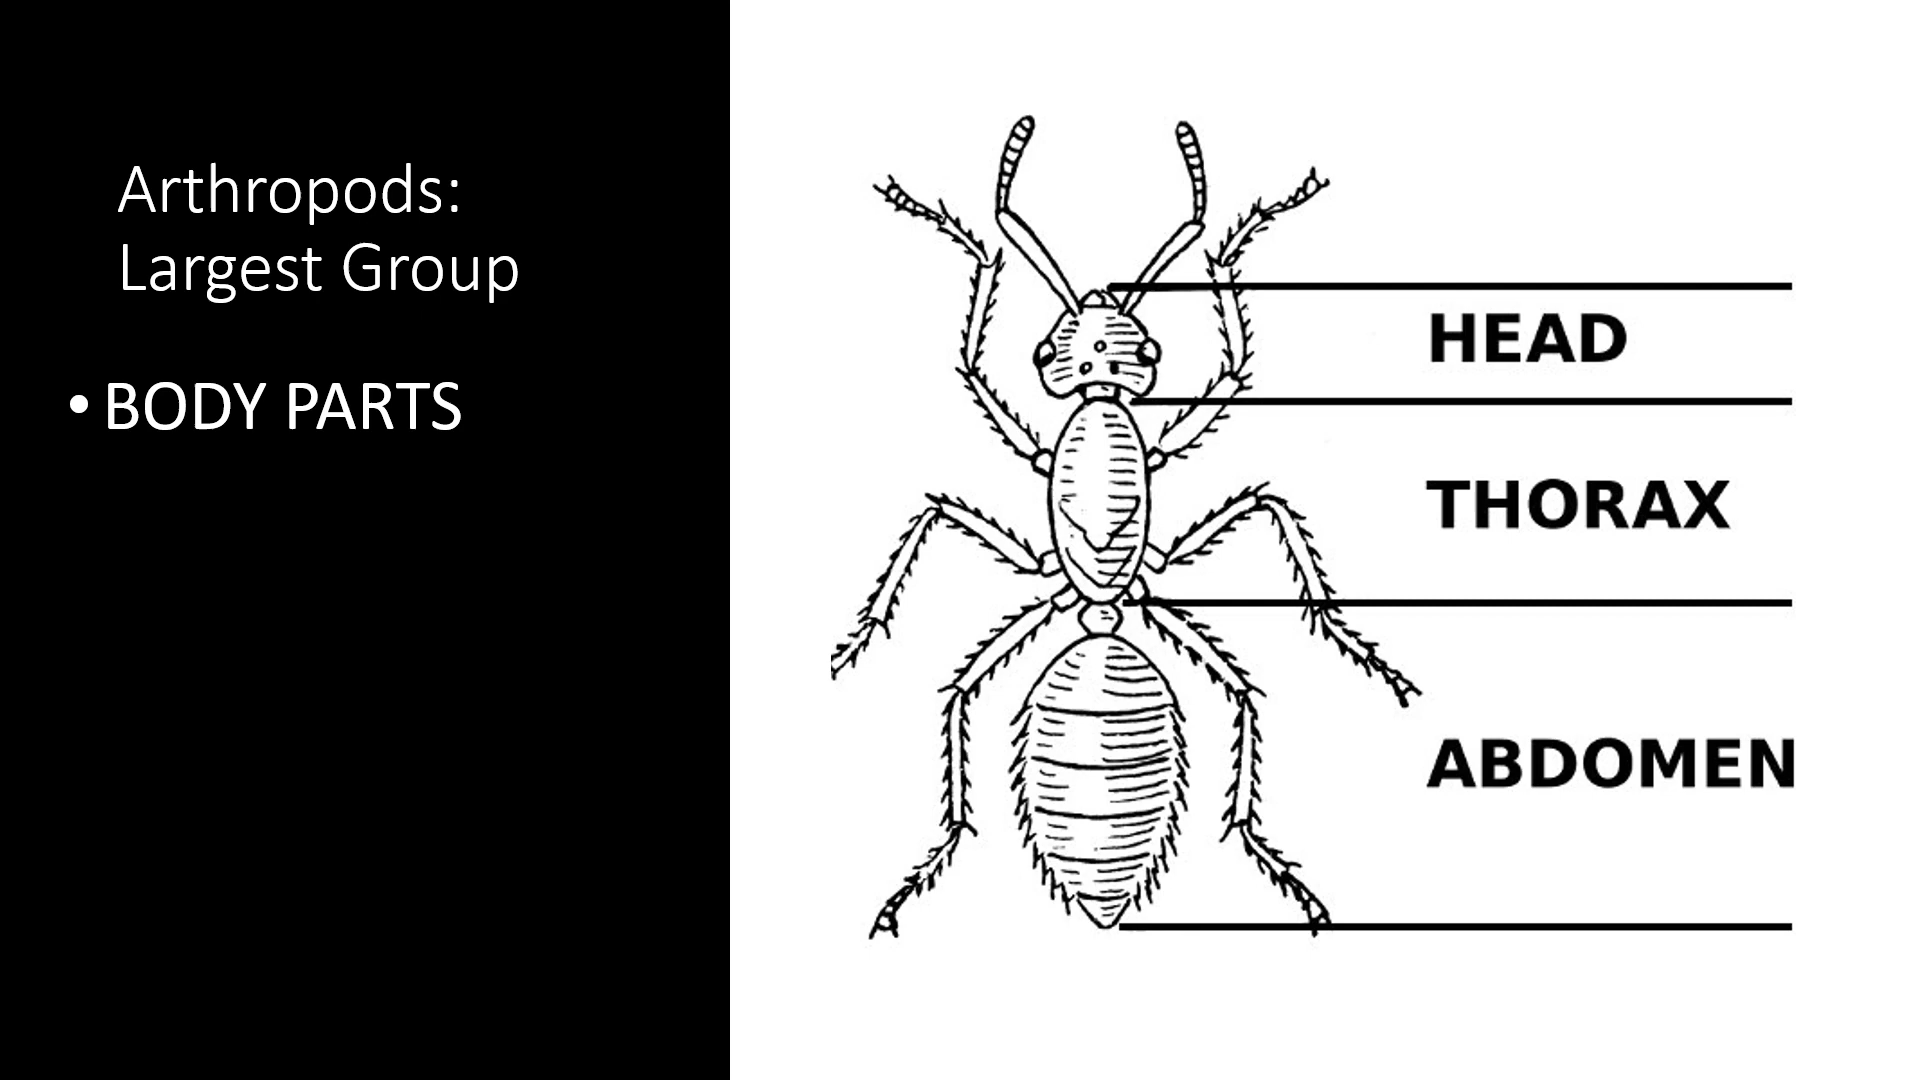 Arthropods:
Largest Group
• BODY PARTS
HEAD
THORAX
ABDOMEN